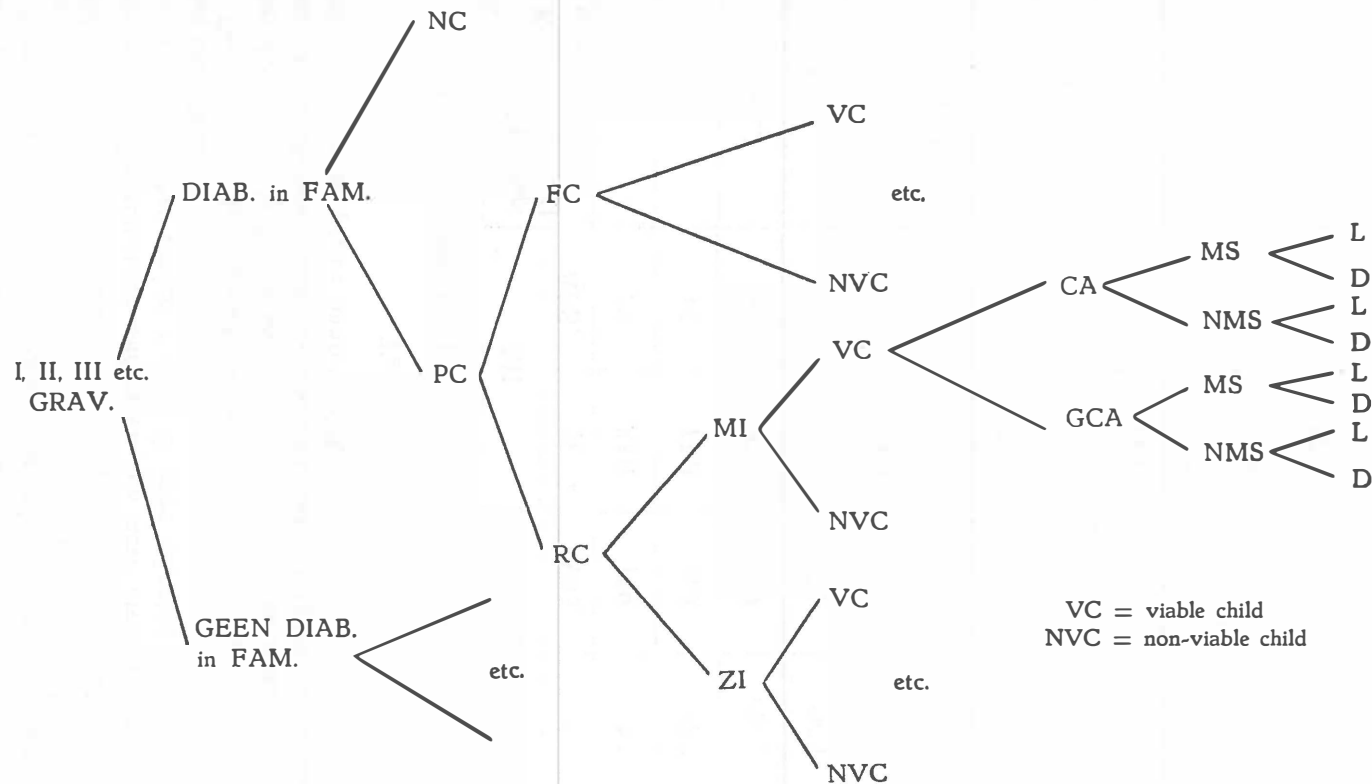 NC
VC
DIAB. in FAM.
FC
etc.
L
MS
D
NVC
CA
L
NMS
D
VC
I, II, III etc.
GRAV.
PC
L
MS
D
GCA
MI
L
NMS
D
NVC
RC
VC
VC = viable child
NVC = non-viable child
GEEN DIAB.
in FAM.
etc.
ZI
etc.
NVC